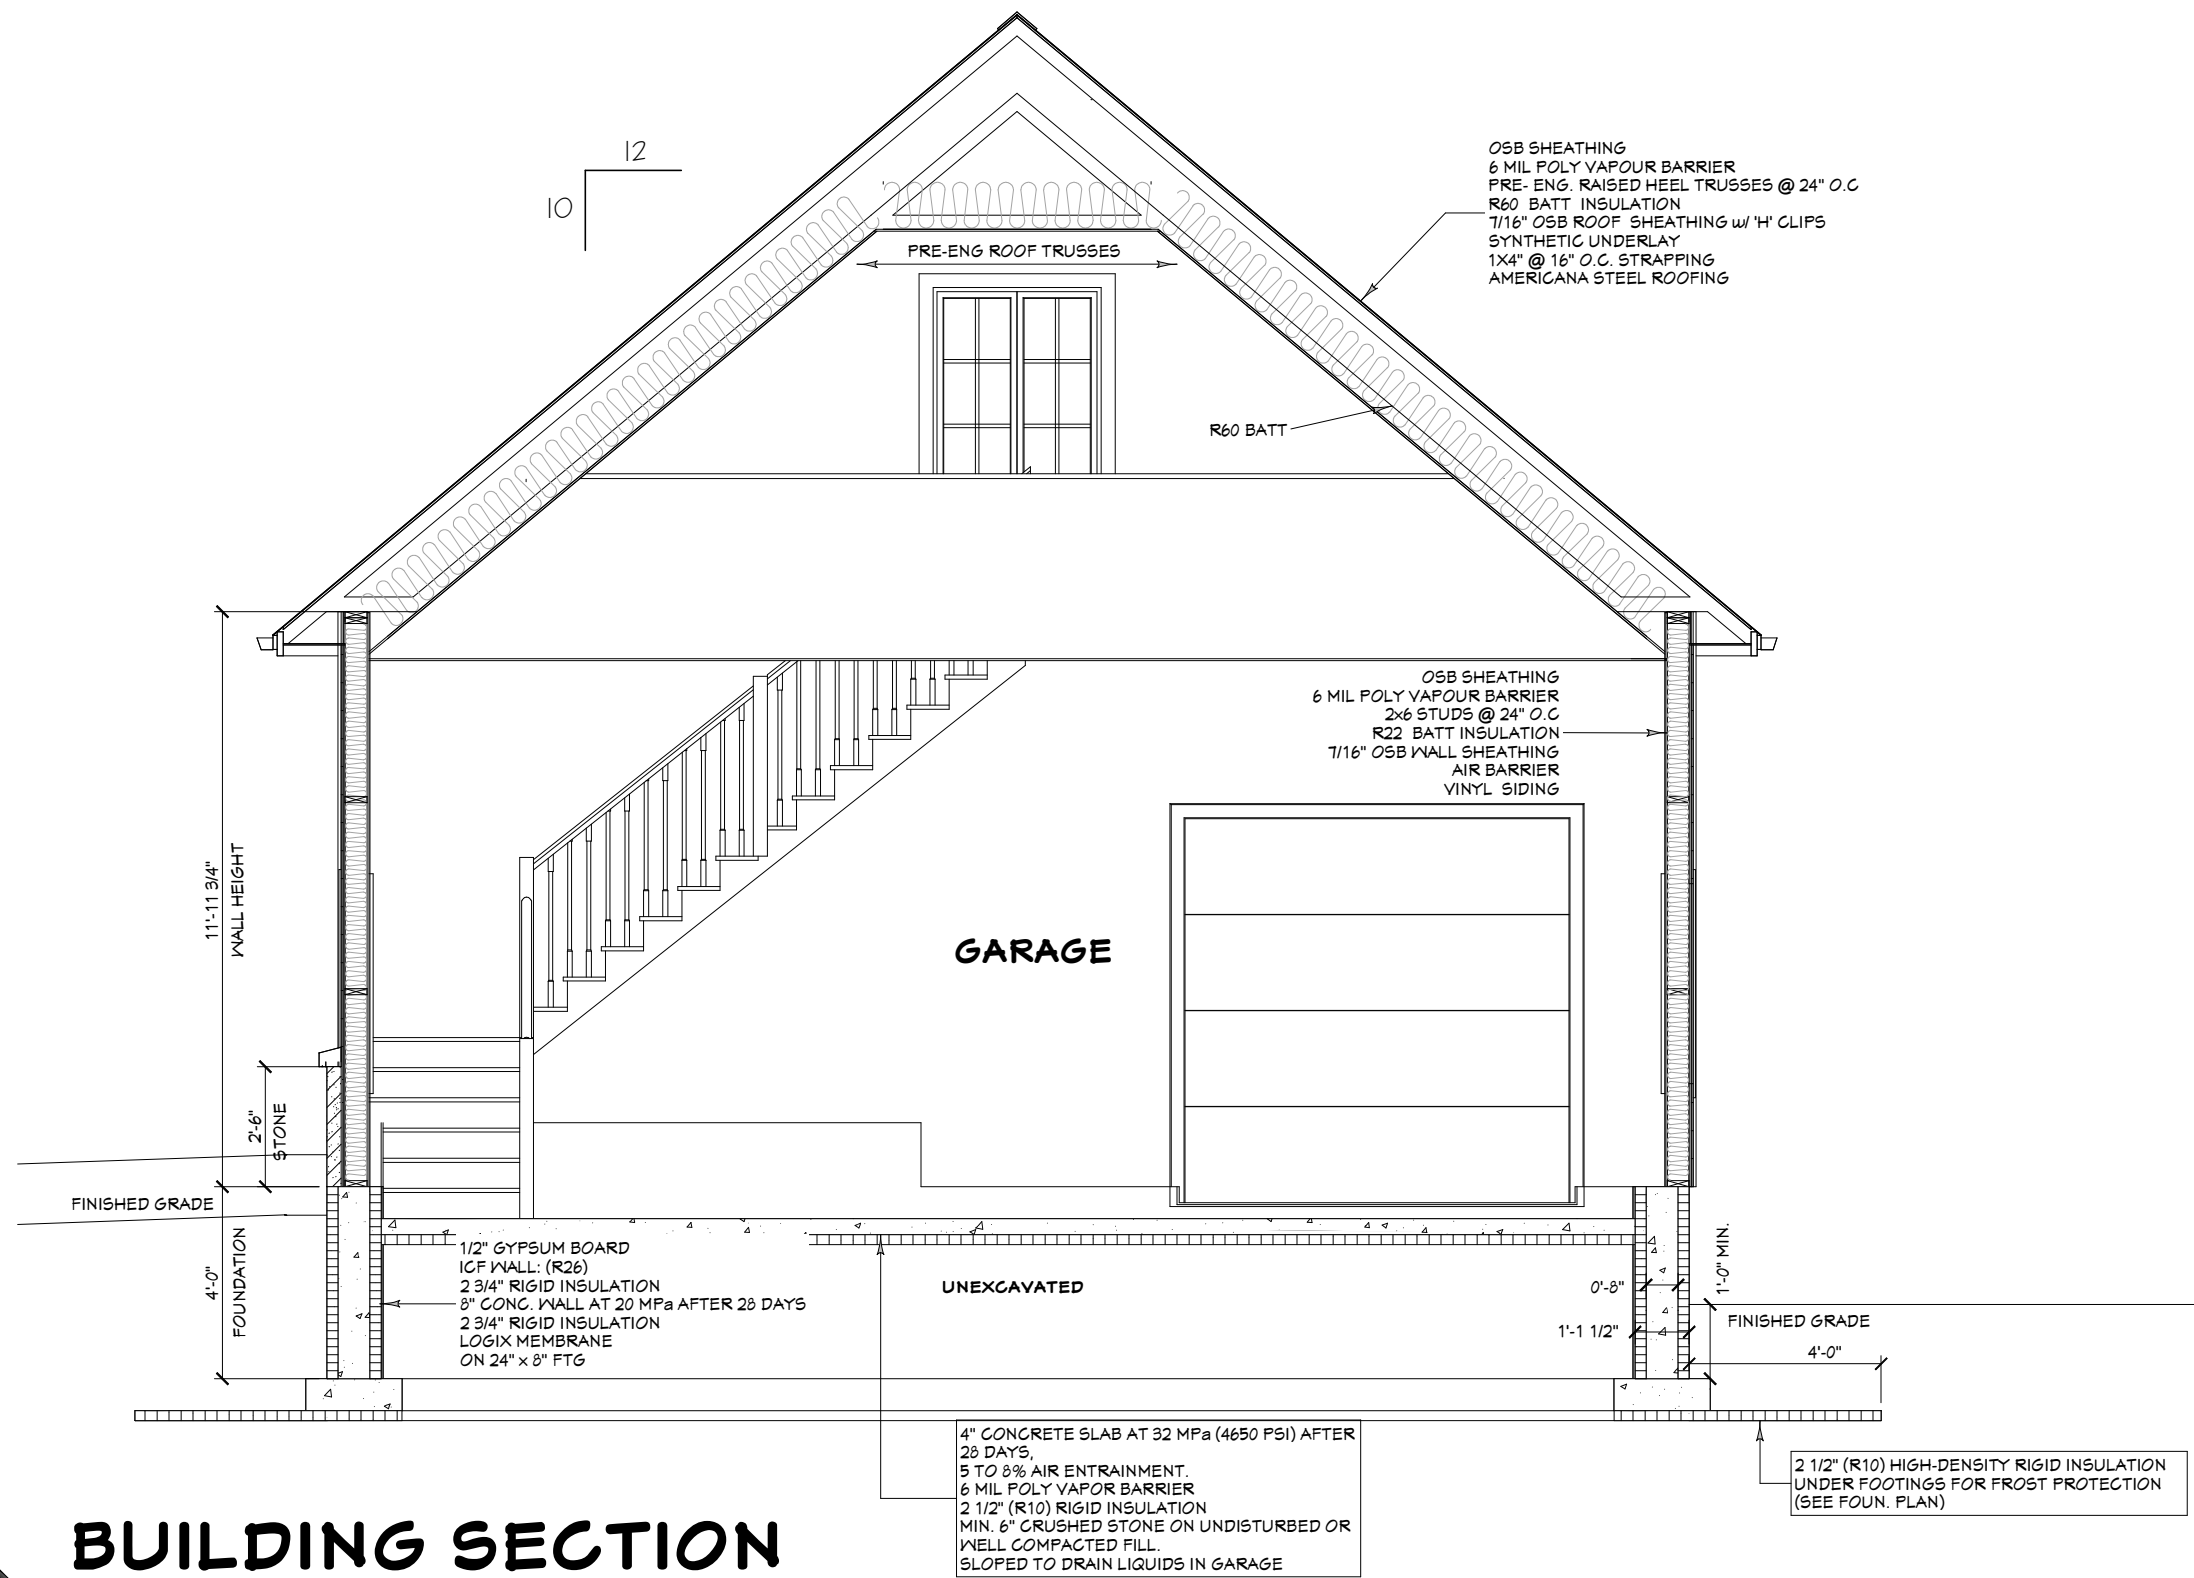 12
10
OSB SHEATHING
6 MIL POLY VAPOUR BARRIER
PRE- ENG. RAISED HEEL TRUSSES @ 24" O.C
R60 BATT INSULATION
7/16" OSB ROOF SHEATHING w/ 'H' CLIPS
SYNTHETIC UNDERLAY
1X4" @ 16" O.C. STRAPPING
AMERICANA STEEL ROOFING
PRE-ENG ROOF TRUSSES
R60 BATT
OSB SHEATHING
6 MIL POLY VAPOUR BARRIER
2x6 STUDS @ 24" O.C
R22 BATT INSULATION
7/16" OSB WALL SHEATHING
AIR BARRIER
VINYL SIDING
11'-11 3/4"
WALL HEIGHT
GARAGE
2'-6"
STONE
FINISHED GRADE
4'-0"
FOUNDATION
1/2" GYPSUM BOARD
ICF WALL: (R26)
2 3/4" RIGID INSULATION
8" CONC. WALL AT 20 MPa AFTER 28 DAYS
2 3/4" RIGID INSULATION
LOGIX MEMBRANE
ON 24" x 8" FTG
UNEXCAVATED
0'-8"
1'-1 1/2"
1'-0" MIN.
FINISHED GRADE
4'-0"
4" CONCRETE SLAB AT 32 MPa (4650 PSI) AFTER
28 DAYS,
5 TO 8% AIR ENTRAINMENT.
6 MIL POLY VAPOR BARRIER
2 1/2" (R10) RIGID INSULATION
MIN. 6" CRUSHED STONE ON UNDISTURBED OR
WELL COMPACTED FILL.
SLOPED TO DRAIN LIQUIDS IN GARAGE
2 1/2" (R10) HIGH-DENSITY RIGID INSULATION
UNDER FOOTINGS FOR FROST PROTECTION
(SEE FOUN. PLAN)
BUILDING SECTION